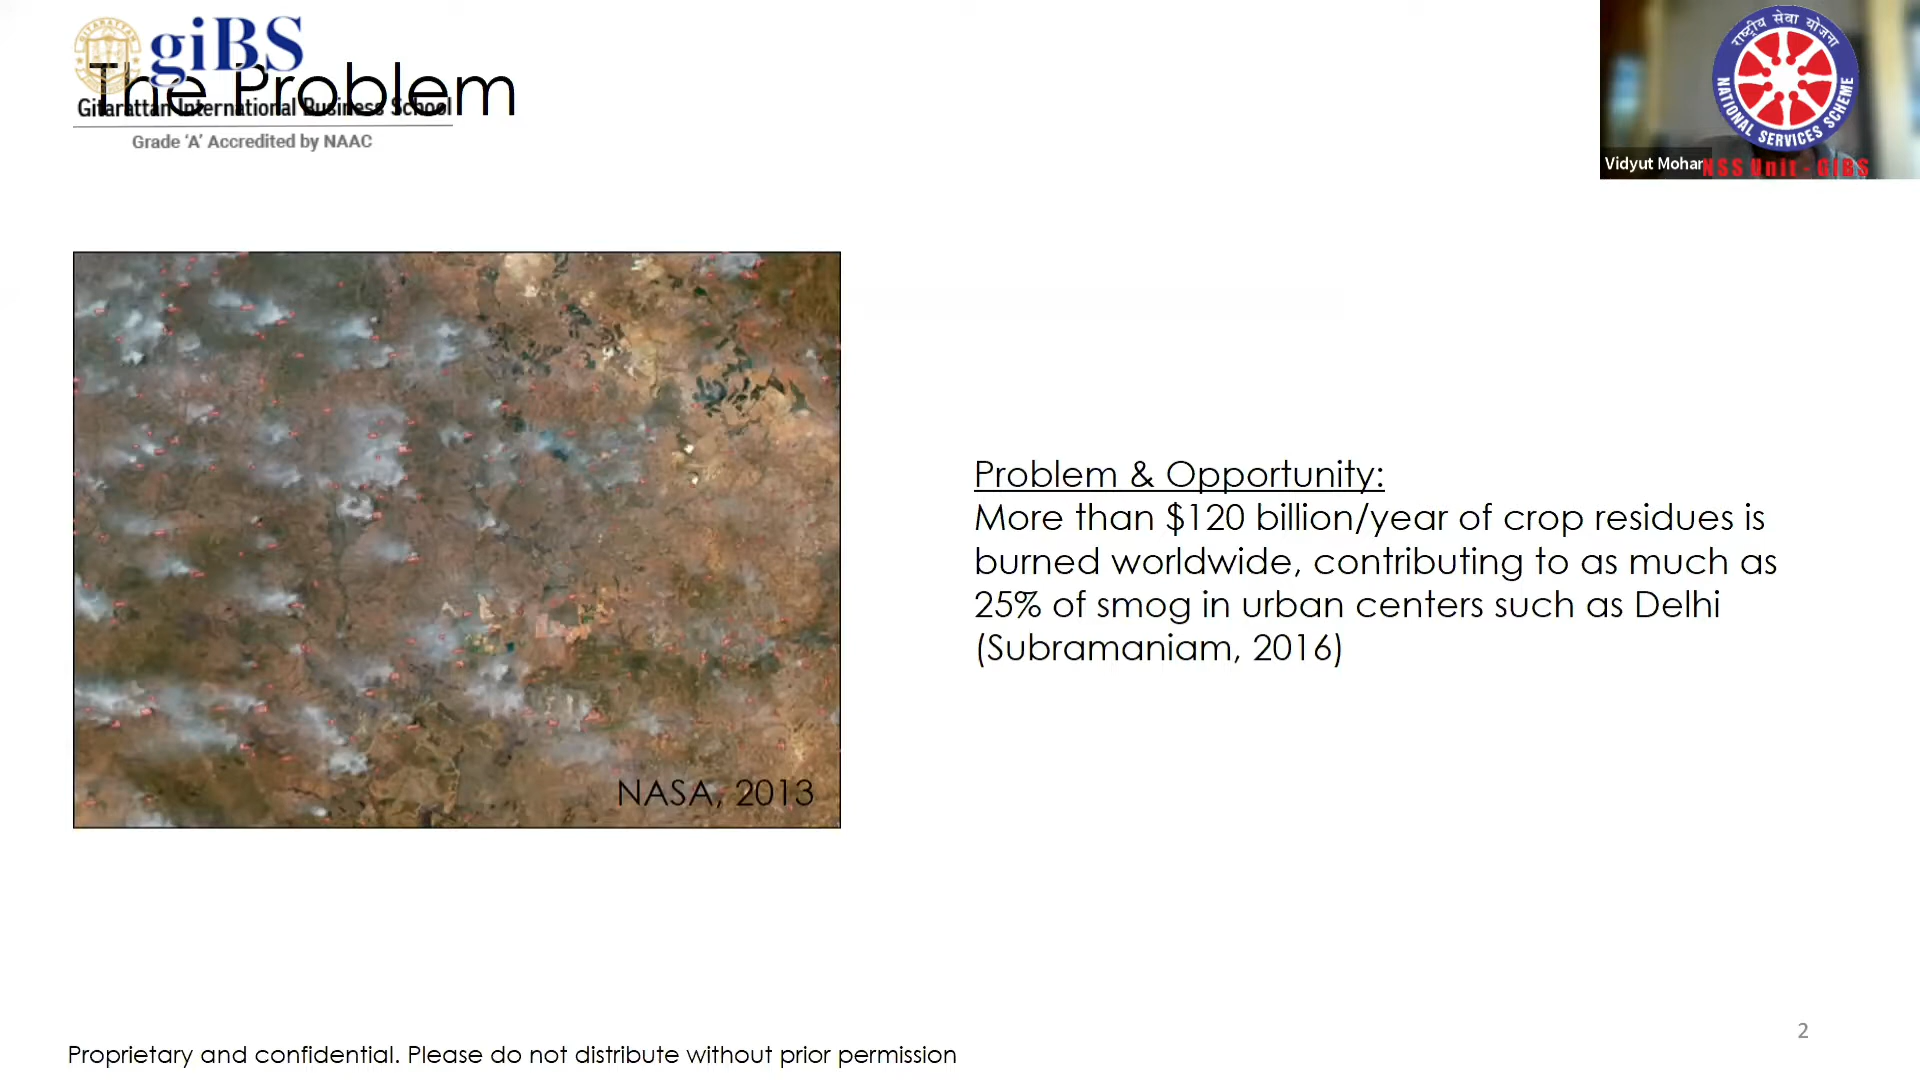 giBS
The Problem
Gitarattan International Business School
Grade 'A' Accredited by NAAC
राष्ट्रीय सेवा योजना
NATIONAL SERVICES SCHEME
Vidyut Mohan
NSS Unit - GIBS
NASA, 2013
Problem & Opportunity:
More than $120 billion/year of crop residues is
burned worldwide, contributing to as much as
25% of smog in urban centers such as Delhi
(Subramaniam, 2016)
2
Proprietary and confidential. Please do not distribute without prior permission